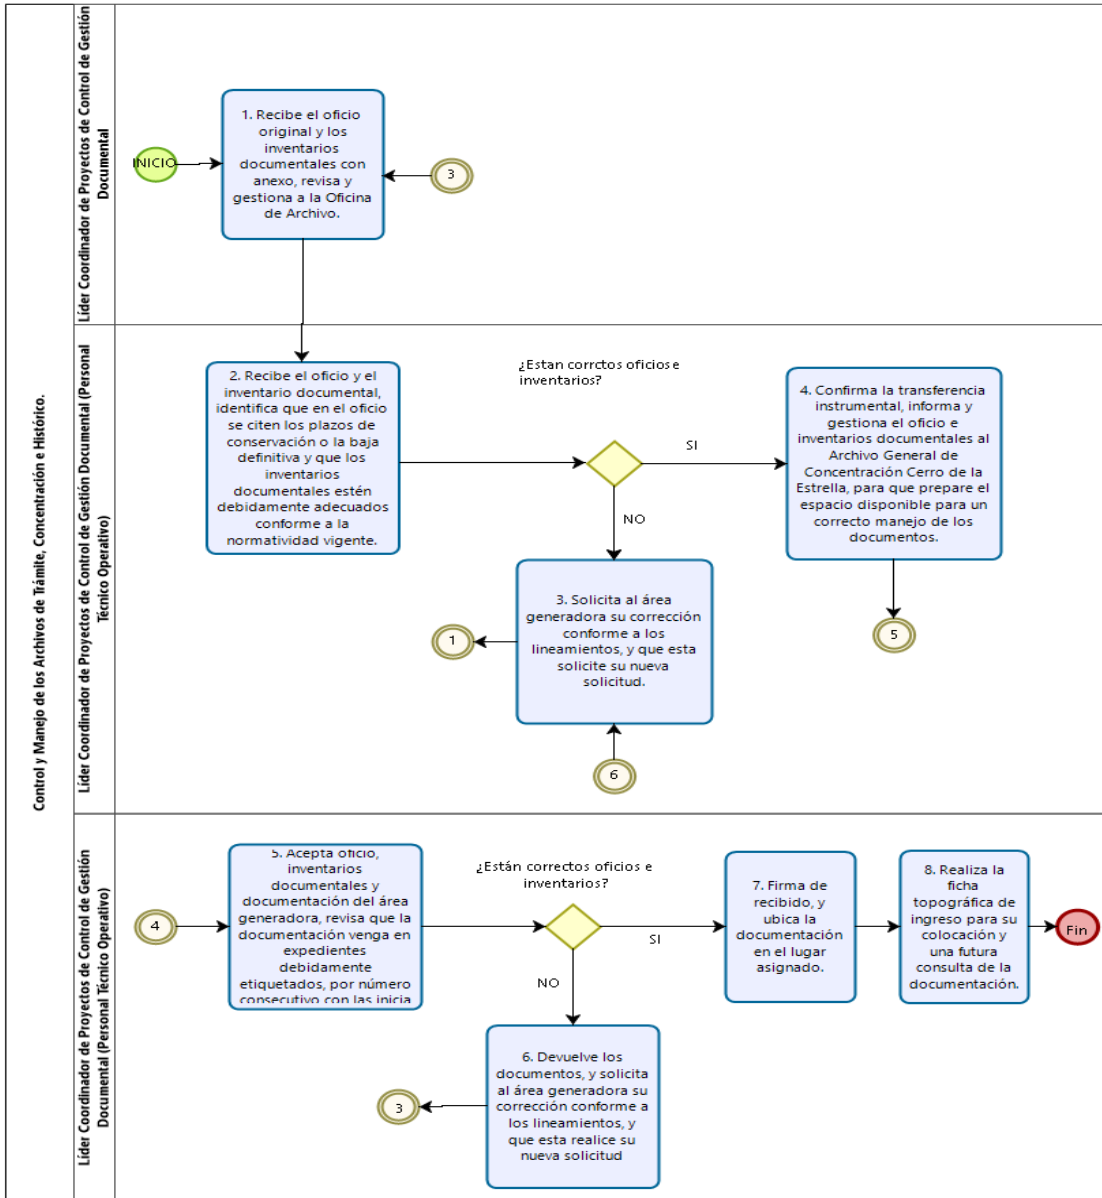 Control y Manejo de los Archivos de Trámite, Concentración e Histórico.
Líder Coordinador de Proyectos de Control de Gestión
Documental
INICIO
1. Recibe el oficio
original y los
inventarios
documentales con
anexo, revisa y
gestiona a la Oficina
de Archivo.
3
Líder Coordinador de Proyectos de Control de Gestión Documental (Personal
Técnico Operativo)
2. Recibe el oficio y el
inventario documental,
identifica que en el oficio
se citen los plazos de
conservación o la baja
definitiva y que los
inventarios
documentales estén
debidamente adecuados
conforme a la
normatividad vigente.
¿Estan corrctos oficios e
inventarios?
SI
NO
4. Confirma la transferencia
instrumental, informa y
gestiona el oficio e
inventarios documentales al
Archivo General de
Concentración Cerro de la
Estrella, para que prepare el
espacio disponible para un
correcto manejo de los
documentos.
5
3. Solicita al área
generadora su corrección
conforme a los
lineamientos, y que esta
solicite su nueva
solicitud.
1
6
Líder Coordinador de Proyectos de Control de Gestión
Documental (Personal Técnico Operativo)
4
5. Acepta oficio,
inventarios
documentales y
documentación del área
generadora, revisa que la
documentación venga en
expedientes
debidamente
etiquetados, por número
consecutivo con las inicia
¿Están correctos oficios e
inventarios?
SI
NO
7. Firma de
recibido, y
ubica la
documentación
en el lugar
asignado.
8. Realiza la
ficha
topográfica de
ingreso para su
colocación y
una futura
consulta de la
documentación.
Fin
6. Devuelve los
documentos, y solicita
al área generadora su
corrección conforme a
los lineamientos, y
que esta realice su
nueva solicitud
3